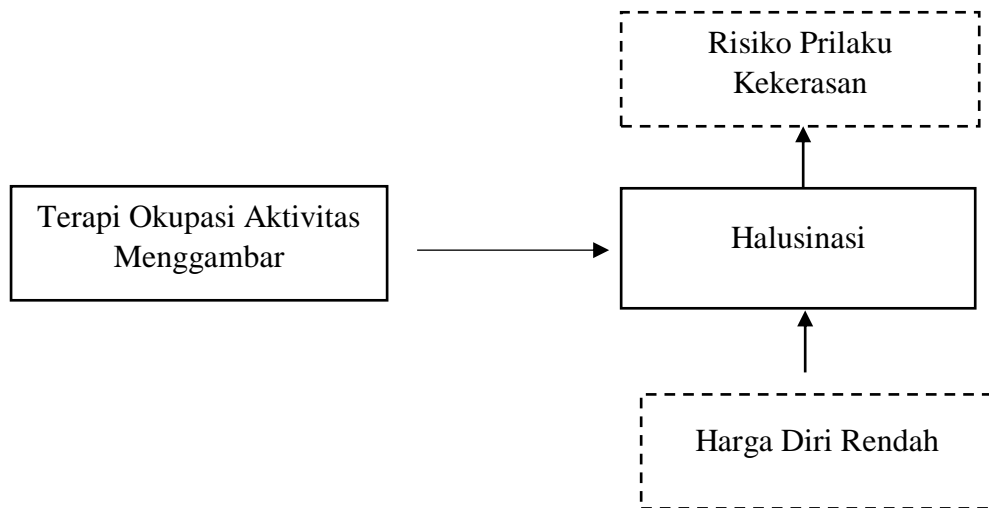 Risiko Prilaku
Kekerasan
Terapi Okupasi Aktivitas
Menggambar
Halusinasi
Harga Diri Rendah